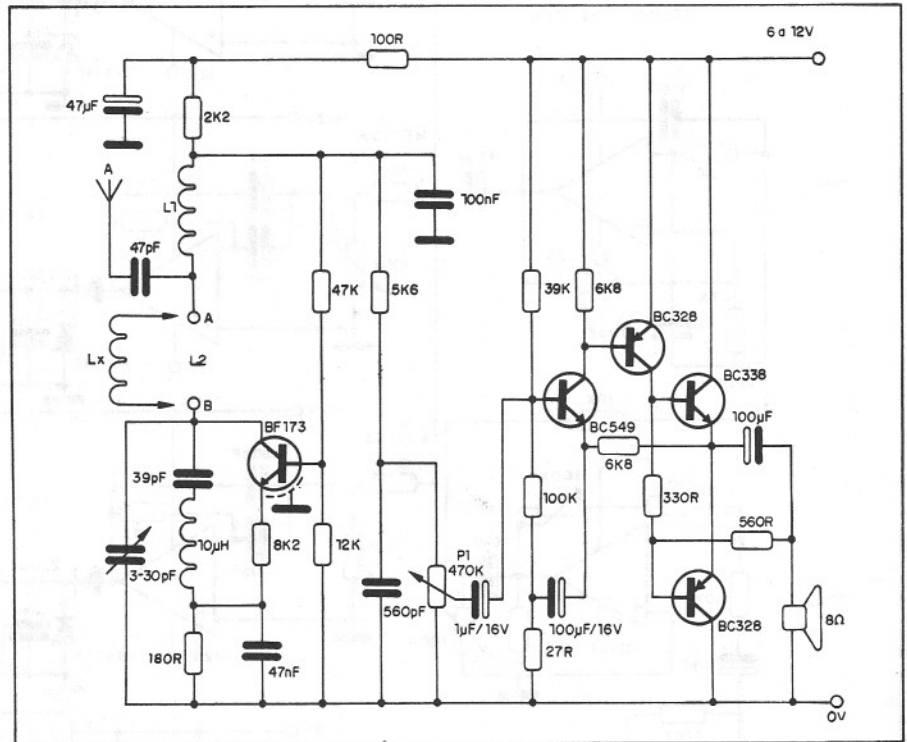 100R
6 a 12V
47µF
2K2
A
L1
100nF
47pF
47K
5K6
39K
6K8
BC328
A
Lx
L2
BC338
B
100µF
BF173
BC549
6K8
39pF
100K
330R
560R
10µH
8K2
12K
P1
470K
3-30pF
560pF
1µF/16V
100µF/16V
BC328
8Ω
180R
47nF
27R
0V